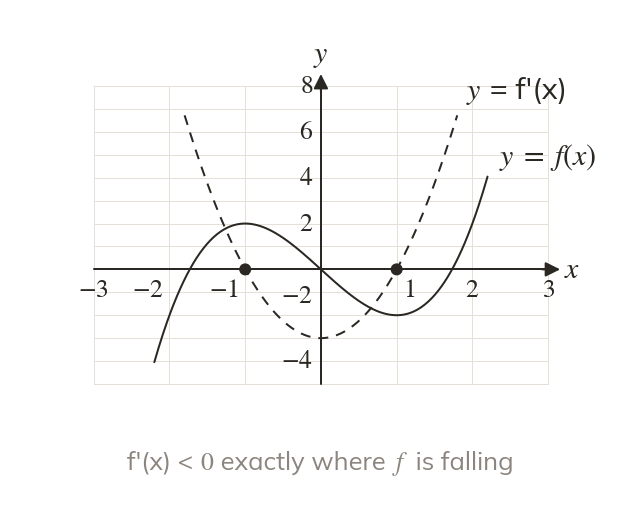 y
8
y = f'(x)
6
y = f(x)
4
2
x
−3 −2 −1 −2 1 2 3
−4
f'(x) < 0 exactly where f is falling